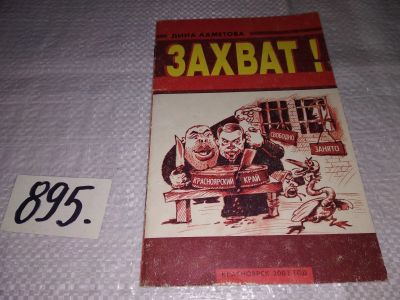 ДИНА АХМЕТОВА
ЗАХВАТ !
СВОБОДНО
ЗАНЯТО
КРАСНОЯРСКИЙ КРАЙ
КРАСНОЯРСК 2001 ГОД
895.